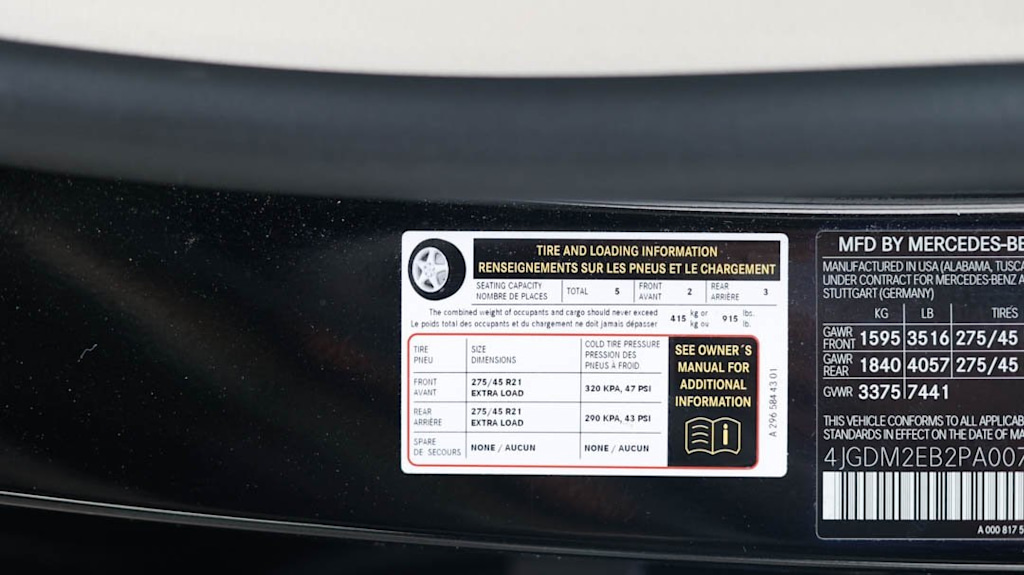 TIRE AND LOADING INFORMATION
RENSEIGNEMENTS SUR LES PNEUS ET LE CHARGEMENT
SEATING CAPACITY
NOMBRE DE PLACES
TOTAL 5
FRONT
AVANT
2
REAR
ARRIÈRE
3
The combined weight of occupants and cargo should never exceed
Le poids total des occupants et du chargement ne doit jamais dépasser
415
kg or
kg ou
915
lbs.
lb.
TIRE
PNEU
SIZE
DIMENSIONS
COLD TIRE PRESSURE
PRESSION DES
PNEUS À FROID
FRONT
AVANT
275/45 R21
EXTRA LOAD
320 KPA, 47 PSI
REAR
ARRIÈRE
275/45 R21
EXTRA LOAD
290 KPA, 43 PSI
SPARE
DE SECOURS
NONE / AUCUN
NONE / AUCUN
SEE OWNER´S
MANUAL FOR
ADDITIONAL
INFORMATION
i
A 296 584 43 01
MFD BY MERCEDES-BE
MANUFACTURED IN USA (ALABAMA, TUSCA
UNDER CONTRACT FOR MERCEDES-BENZ A
STUTTGART (GERMANY)
KG LB TIRES
GAWR
FRONT
1595 3516 275/45
GAWR
REAR
1840 4057 275/45
GVWR 3375 7441
THIS VEHICLE CONFORMS TO ALL APPLICAB
STANDARDS IN EFFECT ON THE DATE OF MA
4JGDM2EB2PA007
A 000 817 5